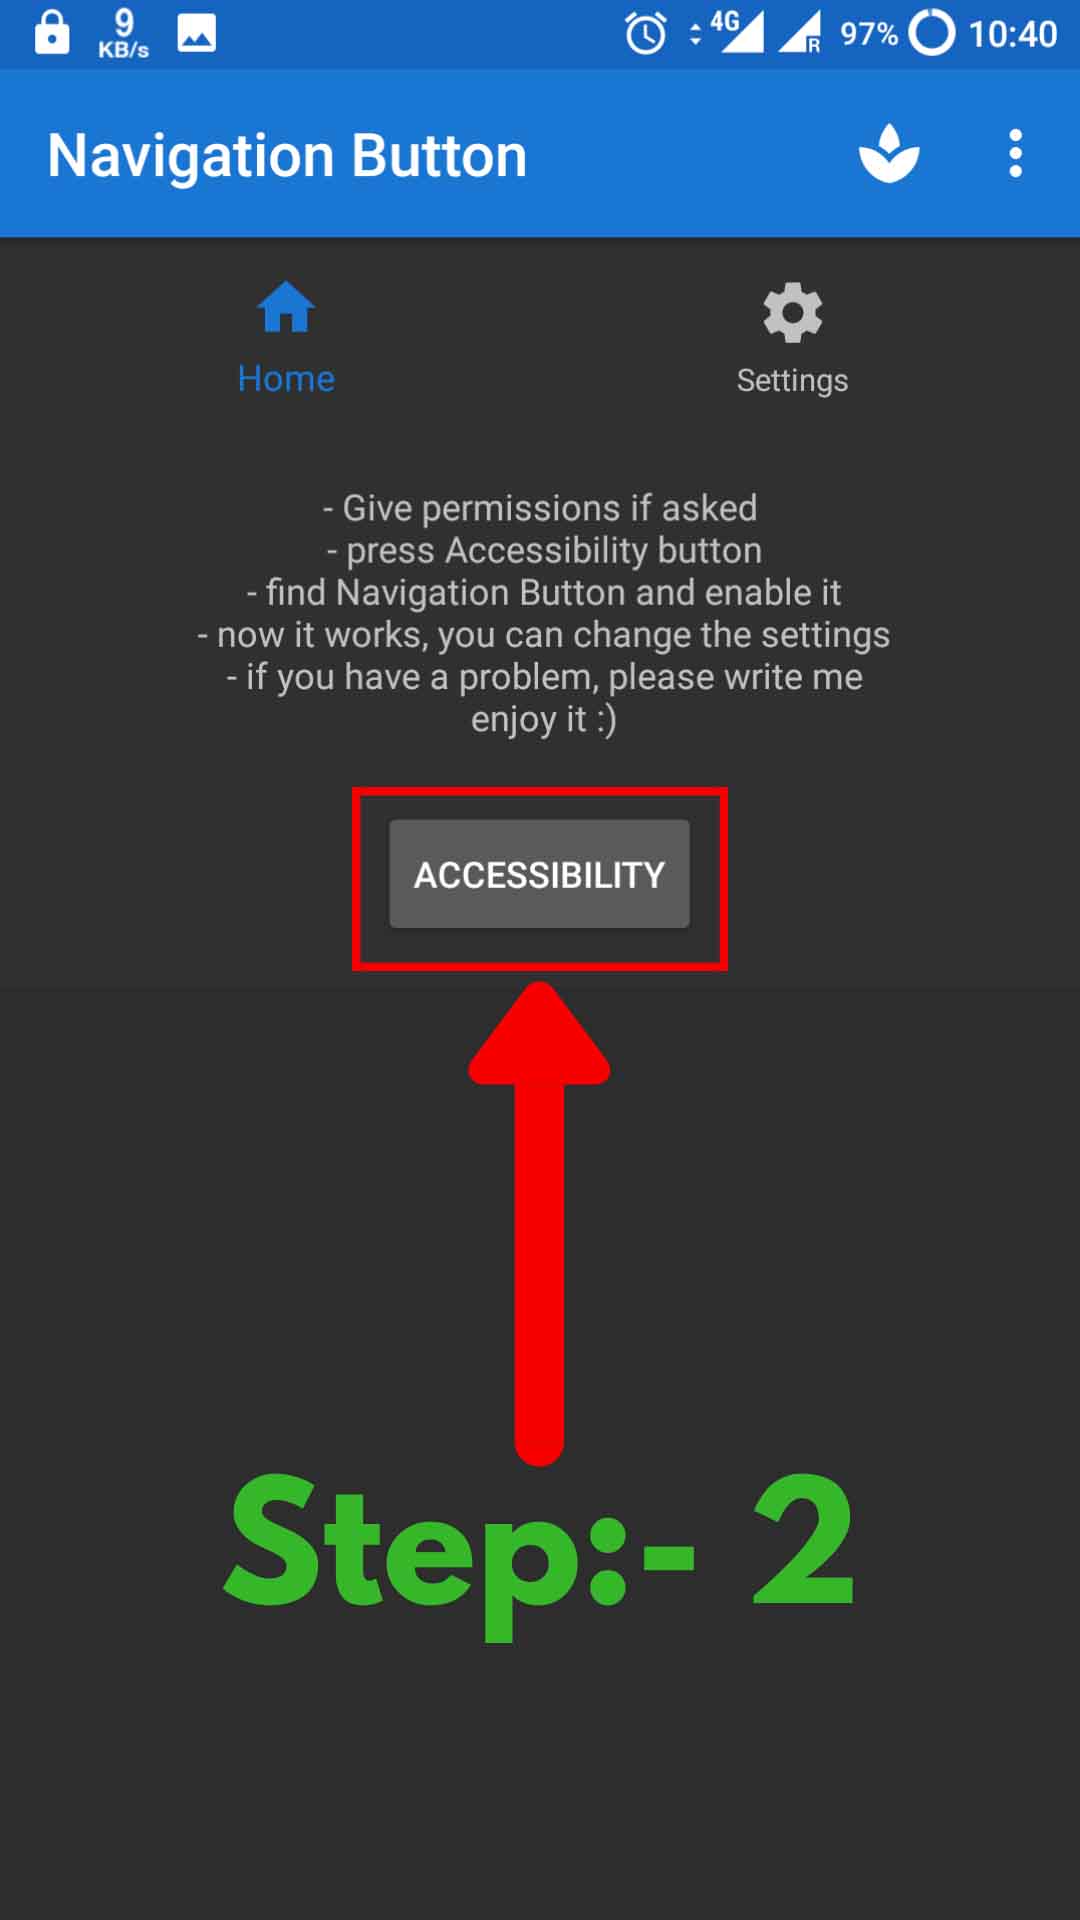 9
KB/s
4G
R
97%
10:40
Navigation Button
Home
Settings
- Give permissions if asked
- press Accessibility button
- find Navigation Button and enable it
- now it works, you can change the settings
- if you have a problem, please write me
enjoy it :)
ACCESSIBILITY
Step:- 2